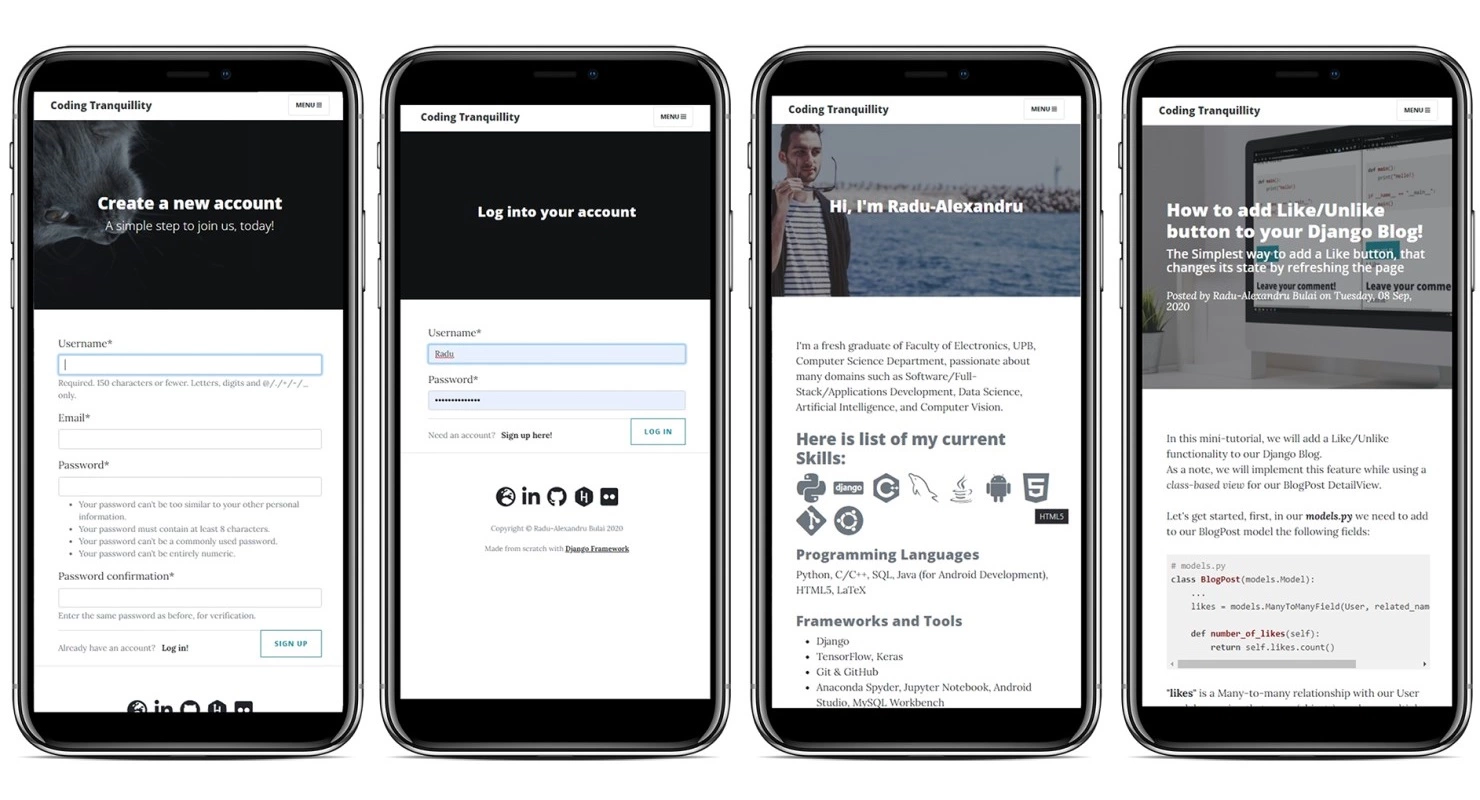 Coding Tranquillity
MENU
Create a new account
A simple step to join us, today!
Username*
Required. 150 characters or fewer. Letters, digits and @/./+/-/_
only.
Email*
Password*
Your password can't be too similar to your other personal
information.
Your password must contain at least 8 characters.
Your password can't be a commonly used password.
Your password can't be entirely numeric.
Password confirmation*
Enter the same password as before, for verification.
Already have an account? Log in!
SIGN UP
in
Coding Tranquillity
MENU
Log into your account
Username*
Radu
Password*
Need an account? Sign up here!
LOG IN
in
Copyright © Radu-Alexandru Bulai 2020
Made from scratch with Django Framework
Coding Tranquillity
MENU
Hi, I'm Radu-Alexandru
I'm a fresh graduate of Faculty of Electronics, UPB,
Computer Science Department, passionate about
many domains such as Software/Full-
Stack/Applications Development, Data Science,
Artificial Intelligence, and Computer Vision.
Here is list of my current
Skills:
django
HTML5
Programming Languages
Python, C/C++, SQL, Java (for Android Development),
HTML5, LaTeX
Frameworks and Tools
Django
TensorFlow, Keras
Git & GitHub
Anaconda Spyder, Jupyter Notebook, Android
Studio, MySQL Workbench
Coding Tranquillity
MENU
How to add Like/Unlike
button to your Django Blog!
The Simplest way to add a Like button, that
changes its state by refreshing the page
Leave your comment!
Leave your comme
Posted by Radu-Alexandru Bulai on Tuesday, 08 Sep,
2020
In this mini-tutorial, we will add a Like/Unlike
functionality to our Django Blog.
As a note, we will implement this feature while using a
class-based view for our BlogPost DetailView.
Let's get started, first, in our models.py we need to add
to our BlogPost model the following fields:
# models.py
class BlogPost(models.Model):
...
likes = models.ManyToManyField(User, related_nam
def number_of_likes(self):
return self.likes.count()
"likes" is a Many-to-many relationship with our User